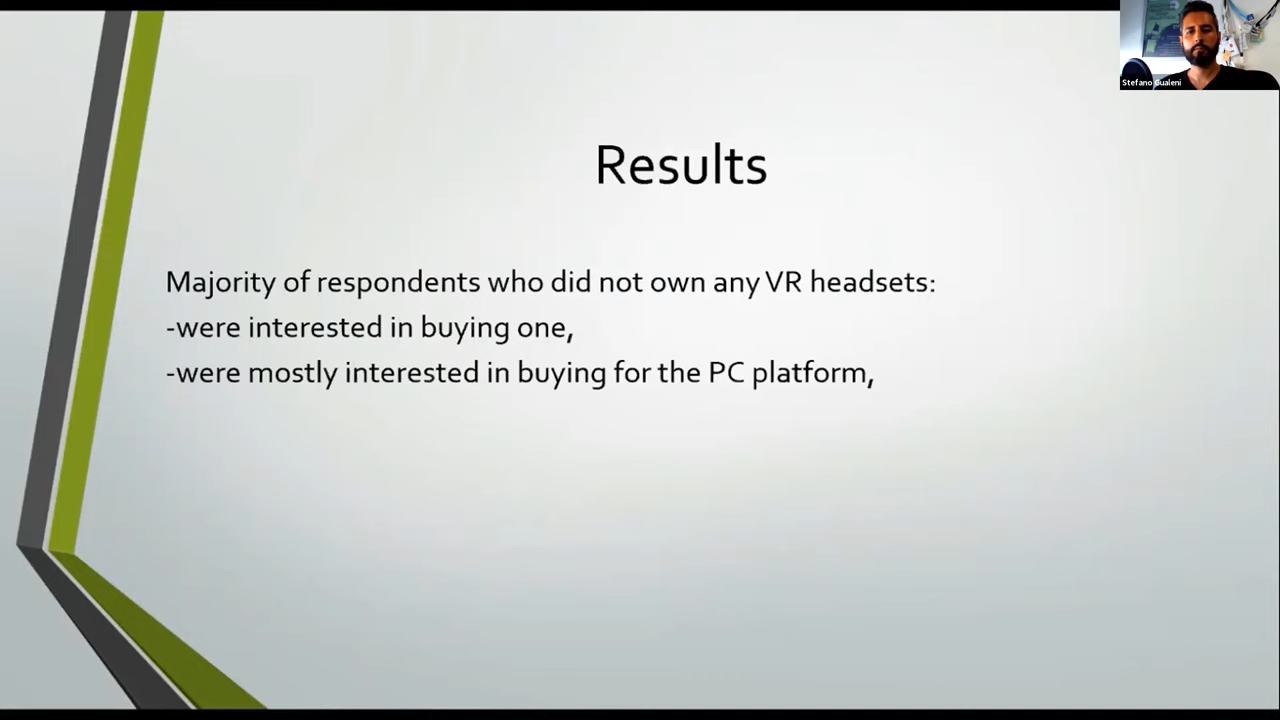 Stefano Gualeni
Results
Majority of respondents who did not own any VR headsets:
-were interested in buying one,
-were mostly interested in buying for the PC platform,